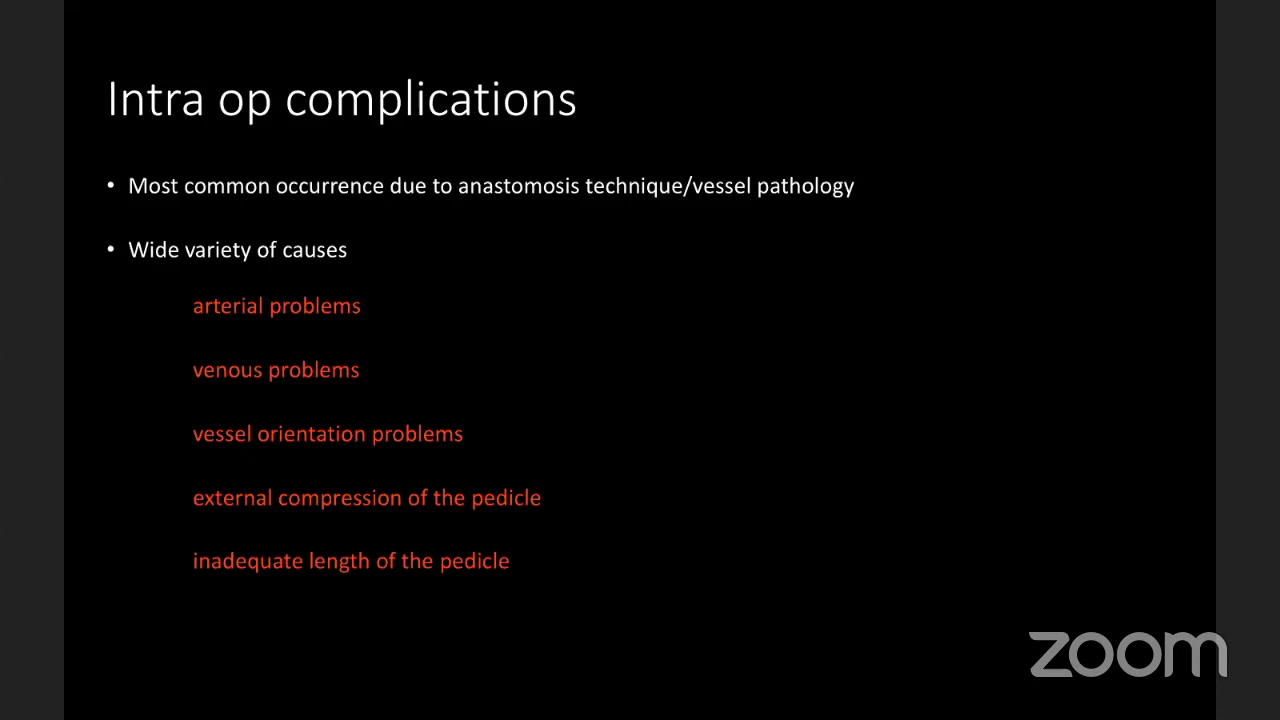 Intra op complications
• Most common occurrence due to anastomosis technique/vessel pathology
• Wide variety of causes
arterial problems
venous problems
vessel orientation problems
external compression of the pedicle
inadequate length of the pedicle
zoom